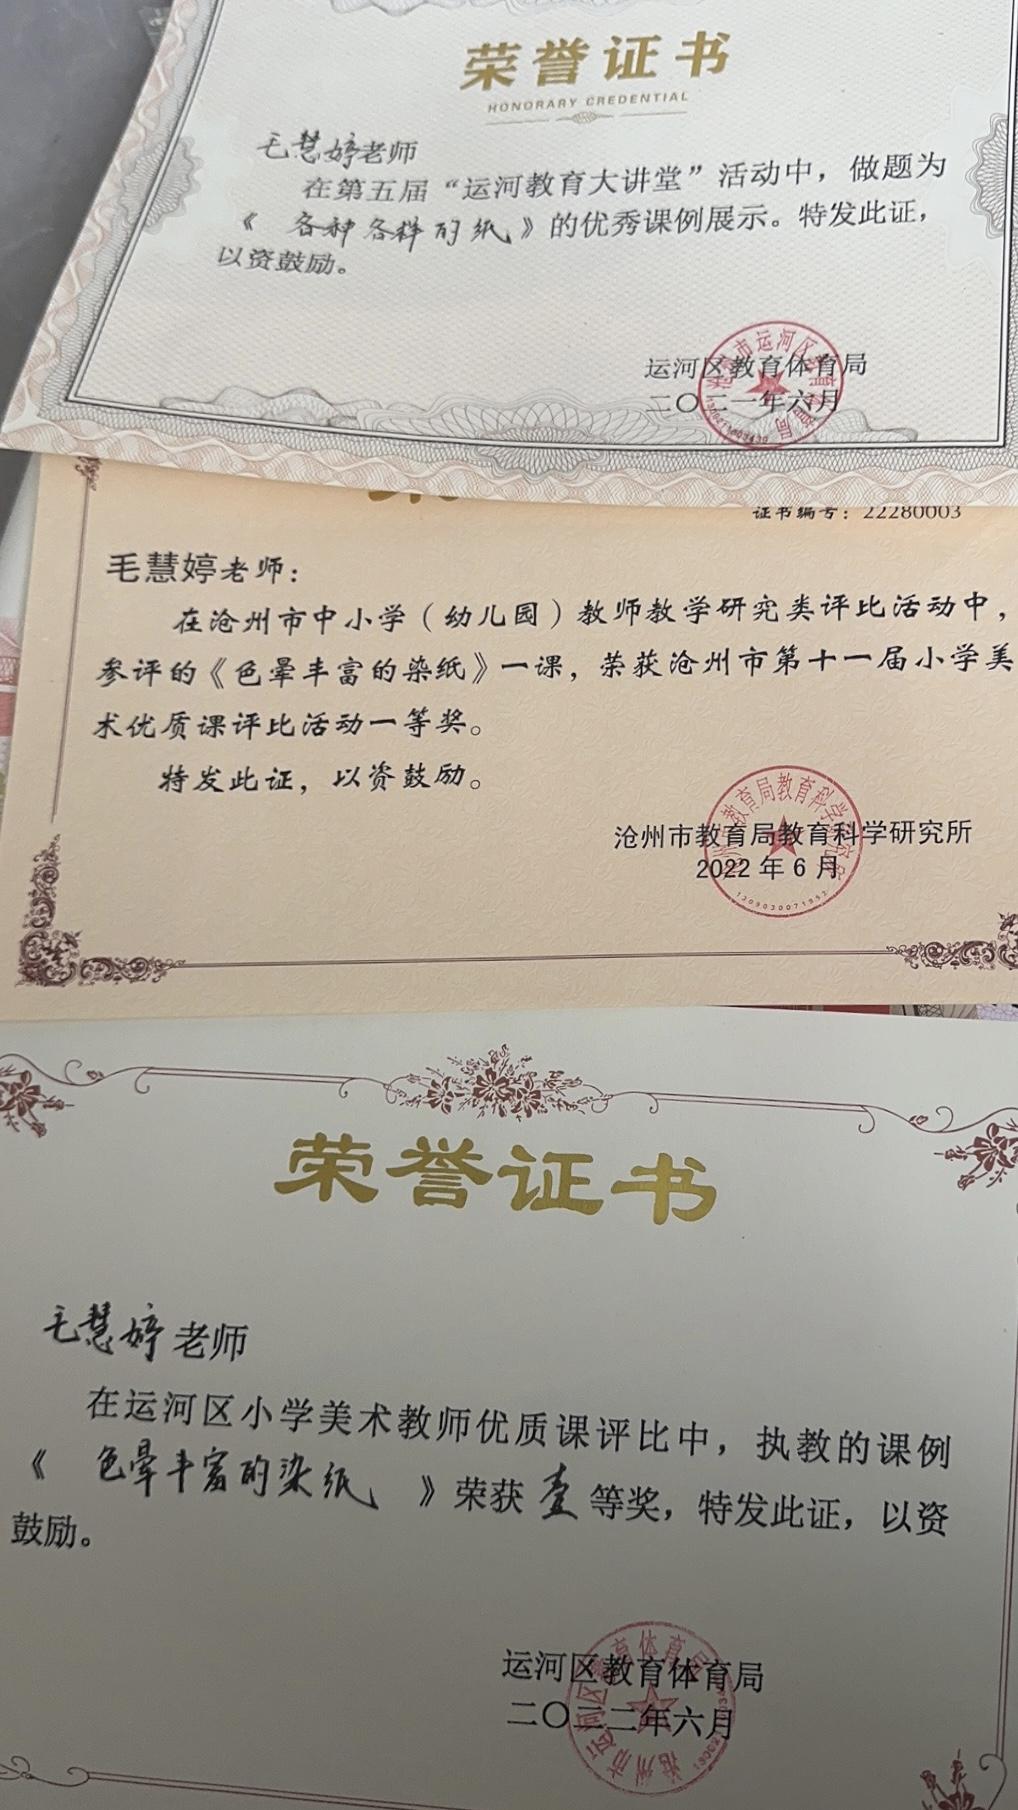 荣誉证书
HONORARY CREDENTIAL
毛慧婷老师
在第五届“运河教育大讲堂”活动中，做题为
《 各种各样的纸 》的优秀课例展示。特发此证，
以资鼓励。
运河区教育体育局
二〇二一年六月
证书编号：22280003
毛慧婷老师：
在沧州市中小学（幼儿园）教师教学研究类评比活动中，
参评的《色晕丰富的染纸》一课，荣获沧州市第十一届小学美
术优质课评比活动一等奖。
特发此证，以资鼓励。
沧州市教育局教育科学研究所
2022年6月
1309030071952
荣誉证书
毛慧婷老师
在运河区小学美术教师优质课评比中，执教的课例
《 色晕丰富的染纸 》荣获壹等奖，特发此证，以资
鼓励。
运河区教育体育局
二〇二二年六月